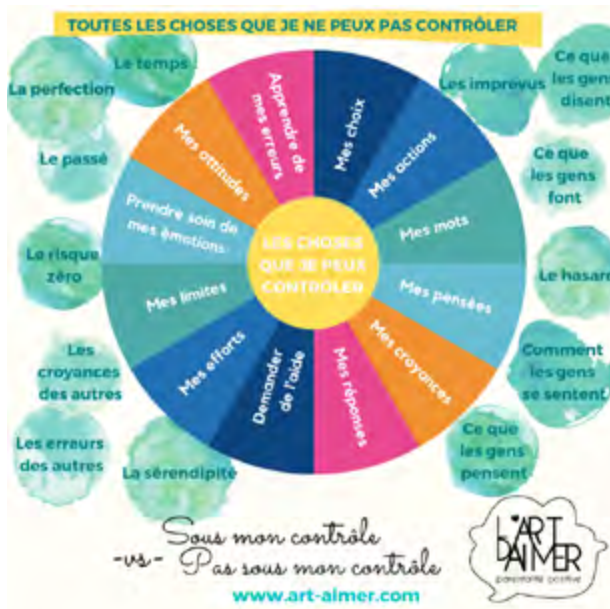 TOUTES LES CHOSES QUE JE NE PEUX PAS CONTRÔLER
Le temps
La perfection
Le passé
Le risque
zéro
Les
croyances
des autres
Les erreurs
des autres
La sérendipité
Les imprévus
Ce que
les gens
disent
Ce que
les gens
font
Le hasard
Comment
les gens
se sentent
Ce que
les gens
pensent
Mes choix
Mes actions
Mes mots
Mes pensées
Mes croyances
Mes réponses
Demander
de l'aide
Mes efforts
Mes limites
Prendre soin de
mes émotions
Mes attitudes
Apprendre de
mes erreurs
LES CHOSES
QUE JE PEUX
CONTRÔLER
Sous mon contrôle
-vs- Pas sous mon contrôle
www.art-aimer.com
L'ART
D'AIMER
parentalité positive